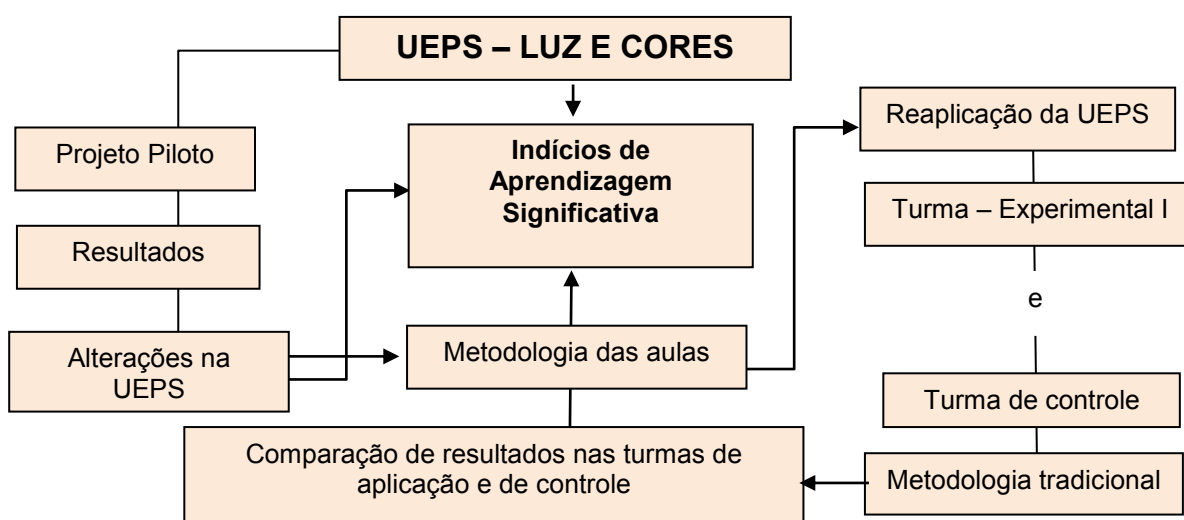 UEPS – LUZ E CORES
Projeto Piloto
Resultados
Alterações na
UEPS
Indícios de
Aprendizagem
Significativa
Metodologia das aulas
Reaplicação da UEPS
Turma – Experimental I
e
Turma de controle
Metodologia tradicional
Comparação de resultados nas turmas de
aplicação e de controle